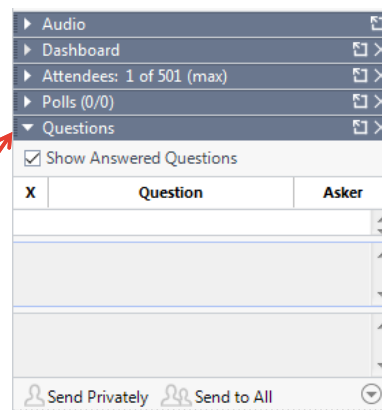 Audio
Dashboard
Attendees: 1 of 501 (max)
Polls (0/0)
Questions
Show Answered Questions
X Question Asker
Send Privately Send to All